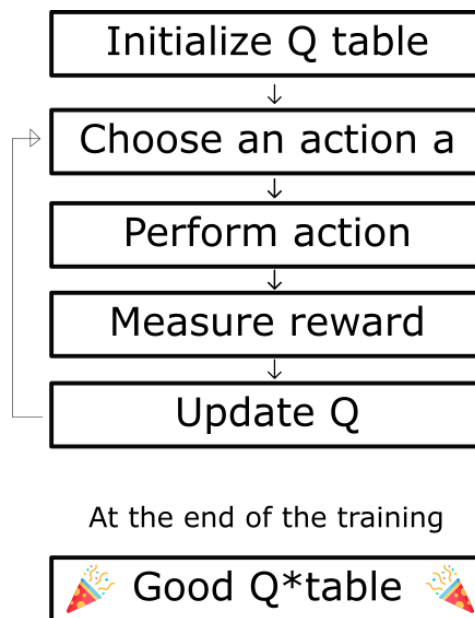 Initialize Q table
Choose an action a
Perform action
Measure reward
Update Q
At the end of the training
Good Q*table